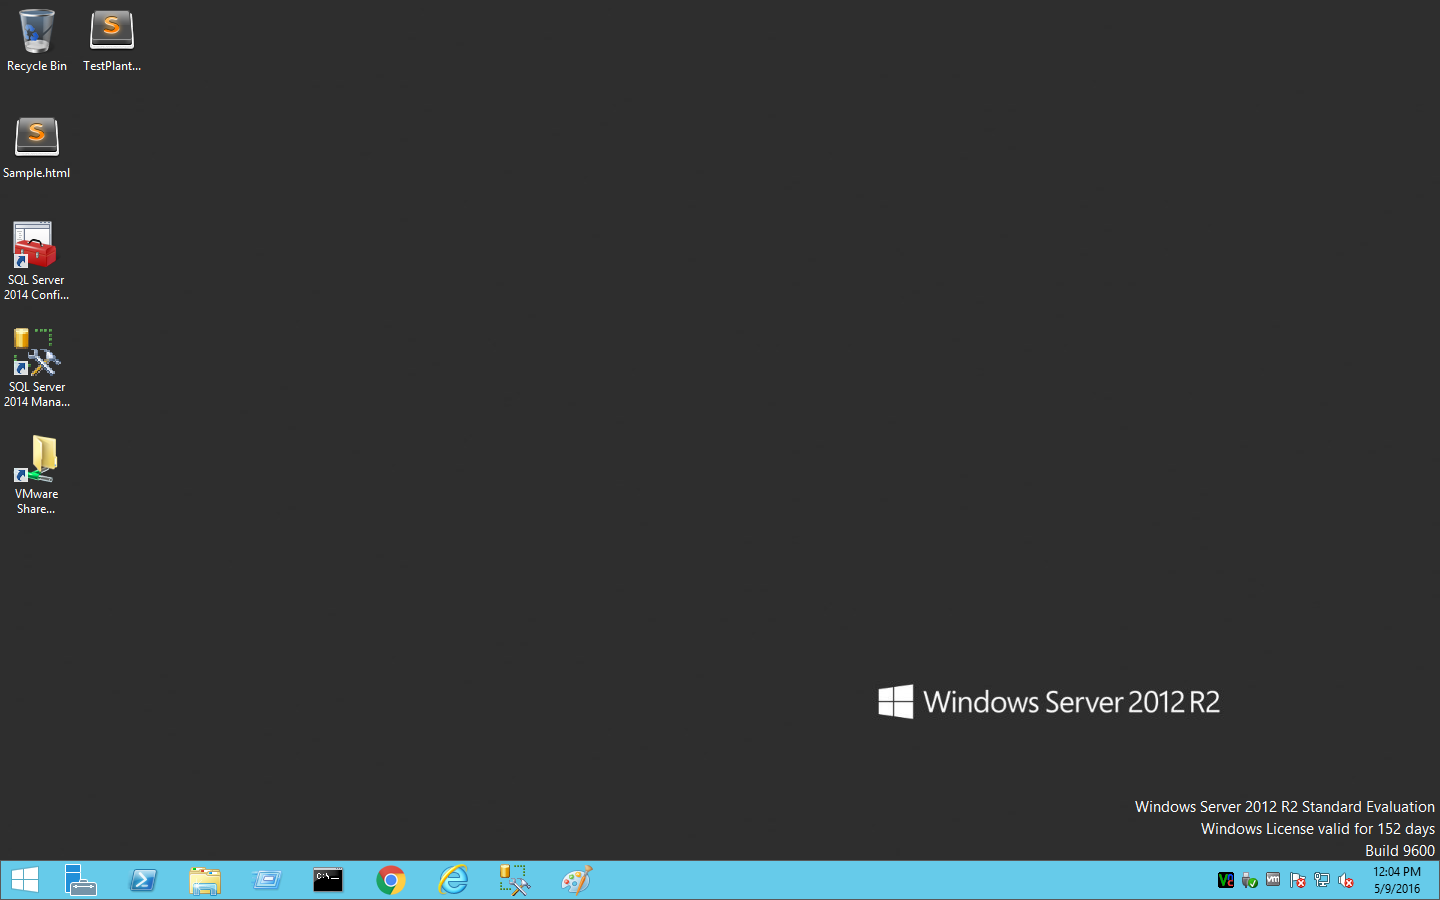 Recycle Bin
TestPlant...
Sample.html
SQL Server
2014 Confi...
SQL Server
2014 Mana...
VMware
Share...
Windows Server 2012 R2
Windows Server 2012 R2 Standard Evaluation
Windows License valid for 152 days
Build 9600
C:\_
vm
12:04 PM
5/9/2016